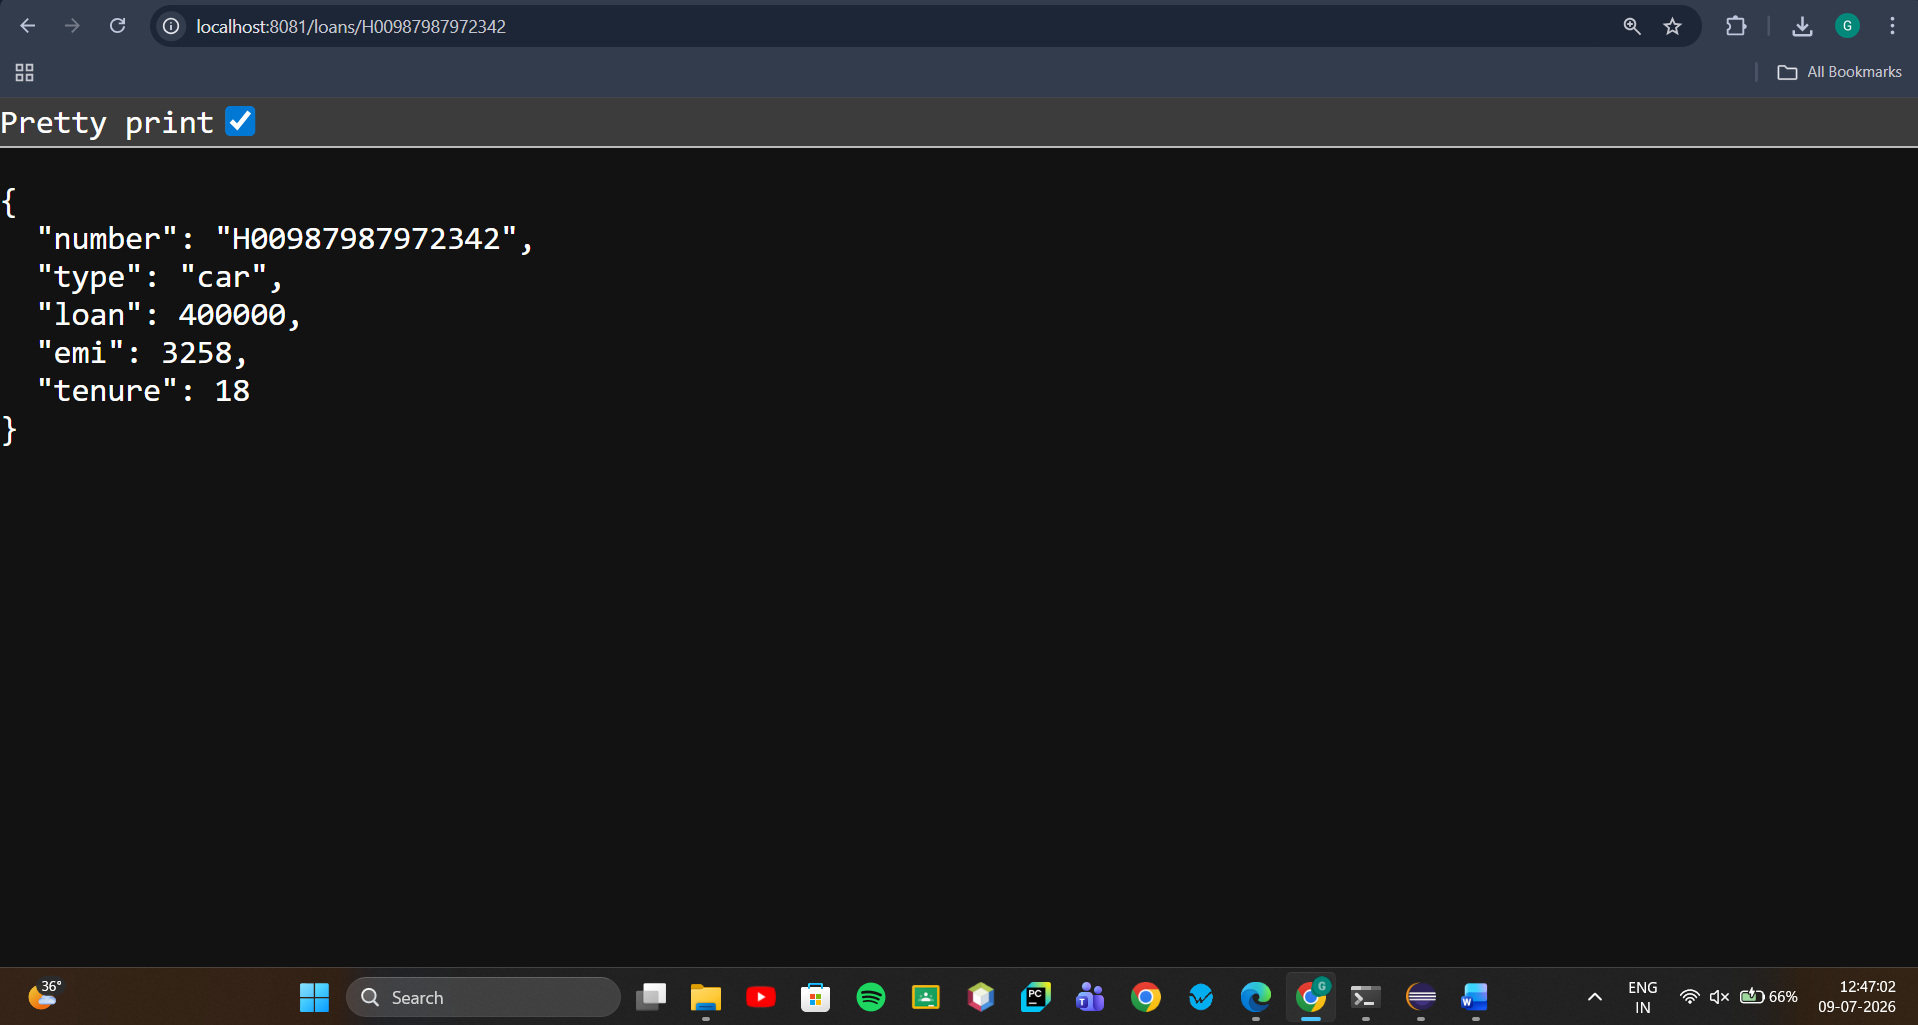 localhost:8081/loans/H00987987972342
G
All Bookmarks
Pretty print
{
"number": "H00987987972342",
"type": "car",
"loan": 400000,
"emi": 3258,
"tenure": 18
}
36°
Search
PC
T
G
W
ENG
IN
66%
12:47:02
09-07-2026